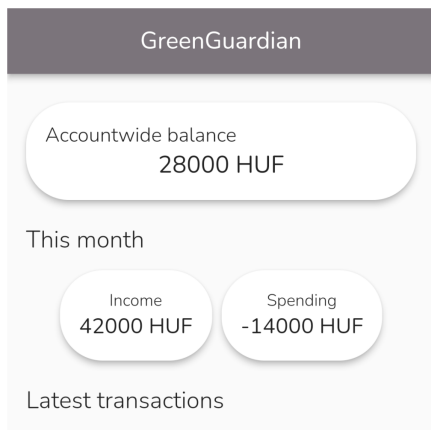 GreenGuardian
Accountwide balance
28000 HUF
This month
Income
42000 HUF
Spending
-14000 HUF
Latest transactions